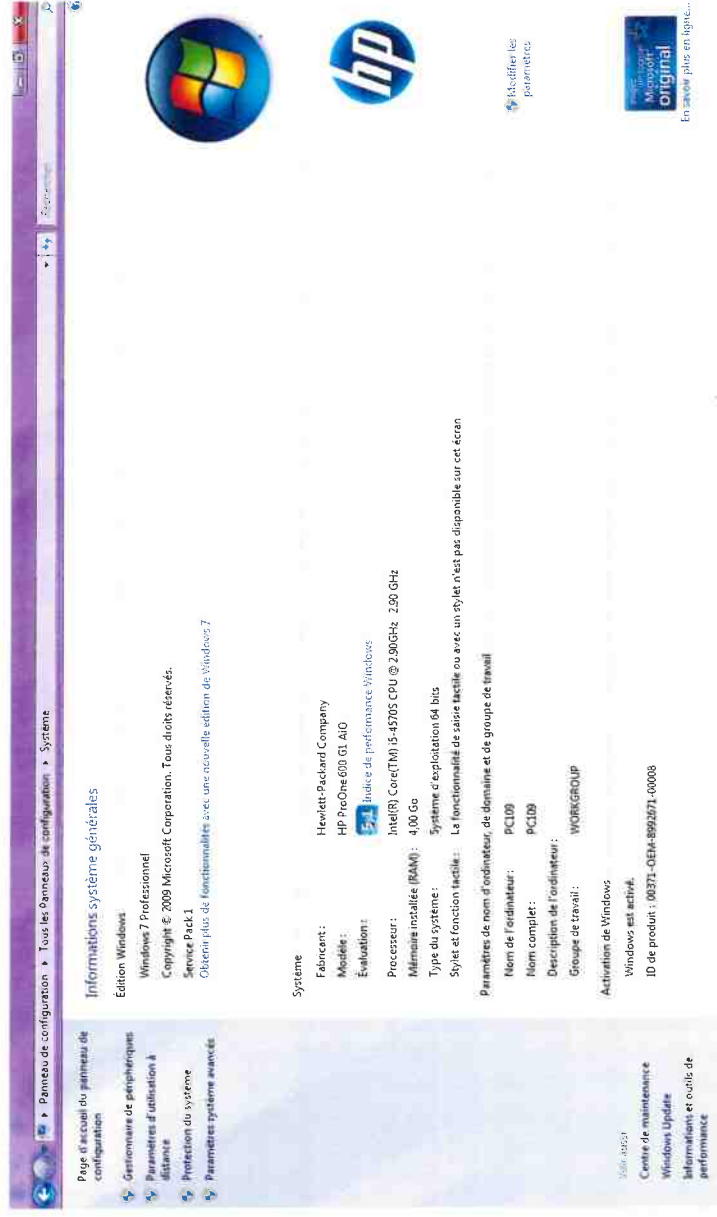 Panneau de configuration ▸ Tous les Panneaux de configuration ▸ Système
Rechercher
Page d'accueil du panneau de
configuration
Gestionnaire de périphériques
Paramètres d'utilisation à
distance
Protection du système
Paramètres système avancés
Voir aussi
Centre de maintenance
Windows Update
Informations et outils de
performance
Informations système générales
Édition Windows
Windows 7 Professionnel
Copyright © 2009 Microsoft Corporation. Tous droits réservés.
Service Pack 1
Obtenir plus de fonctionnalités avec une nouvelle édition de Windows 7
Système
Fabricant : Hewlett-Packard Company
Modèle : HP ProOne 600 G1 AiO
Évaluation : 5,1 Indice de performance Windows
Processeur : Intel(R) Core(TM) i5-4570S CPU @ 2.90GHz 2.90 GHz
Mémoire installée (RAM) : 4,00 Go
Type du système : Système d'exploitation 64 bits
Stylet et fonction tactile : La fonctionnalité de saisie tactile ou avec un stylet n'est pas disponible sur cet écran
Paramètres de nom d'ordinateur, de domaine et de groupe de travail
Nom de l'ordinateur : PC109
Nom complet : PC109
Description de l'ordinateur :
Groupe de travail : WORKGROUP
Modifier les
paramètres
Activation de Windows
Windows est activé.
ID de produit : 00371-OEM-8992671-00008
hp
Microsoft
original
En savoir plus en ligne...